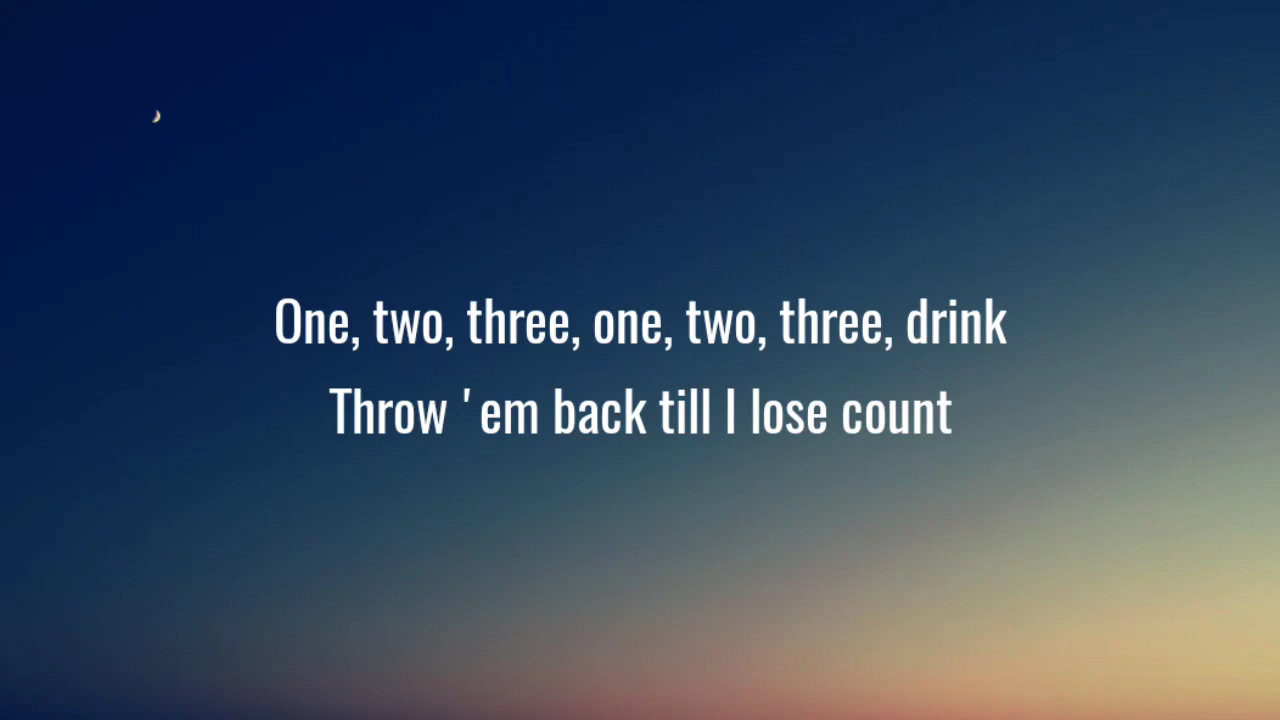 One, two, three, one, two, three, drink
Throw 'em back till I lose count